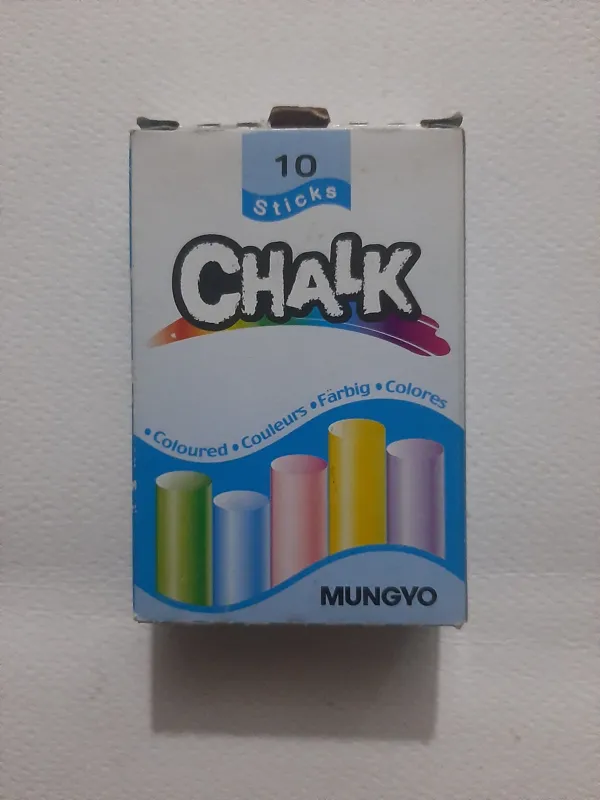 10
Sticks
CHALK
•Coloured •Couleurs •Färbig •Colores
MUNGYO